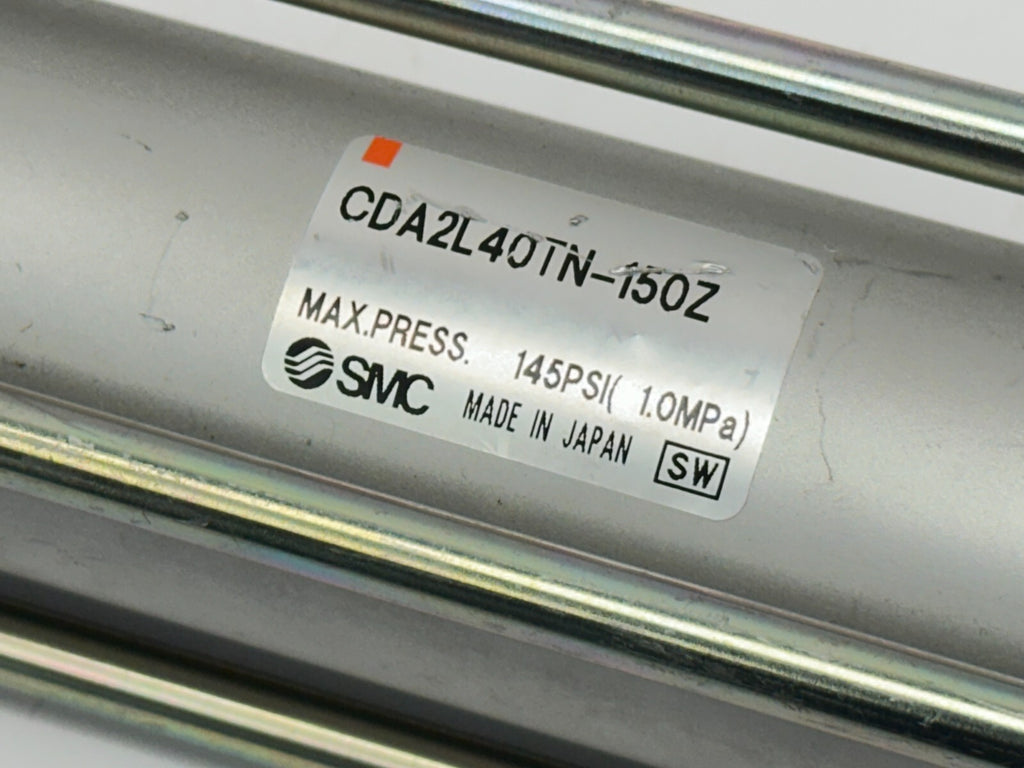 CDA2L40TN-150Z
MAX.PRESS. 145PSI( 1.0MPa)
SMC MADE IN JAPAN SW